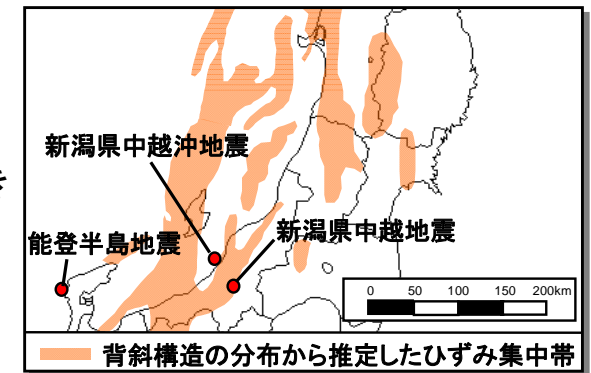 新潟県中越沖地震
を
新潟県中越地震
能登半島地震
0 50 100 150 200km
背斜構造の分布から推定したひずみ集中帯